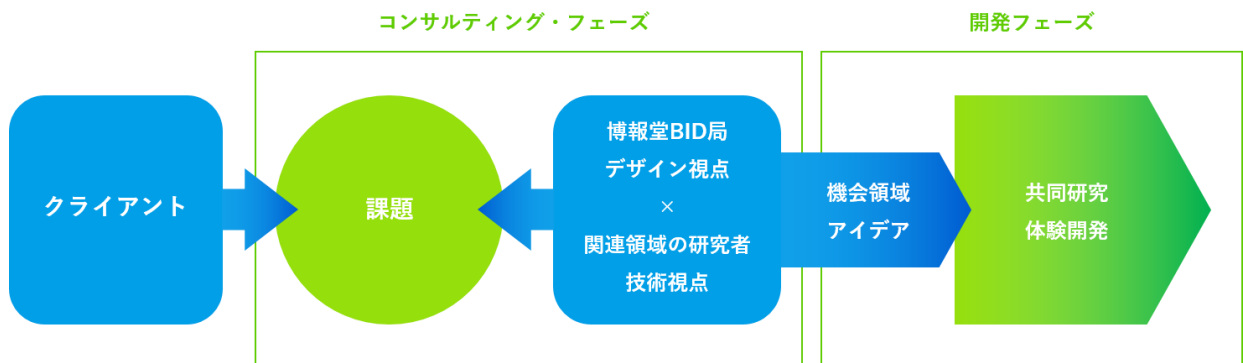 コンサルティング・フェーズ
開発フェーズ
クライアント
課題
博報堂BID局
デザイン視点
×
関連領域の研究者
技術視点
機会領域
アイデア
共同研究
体験開発